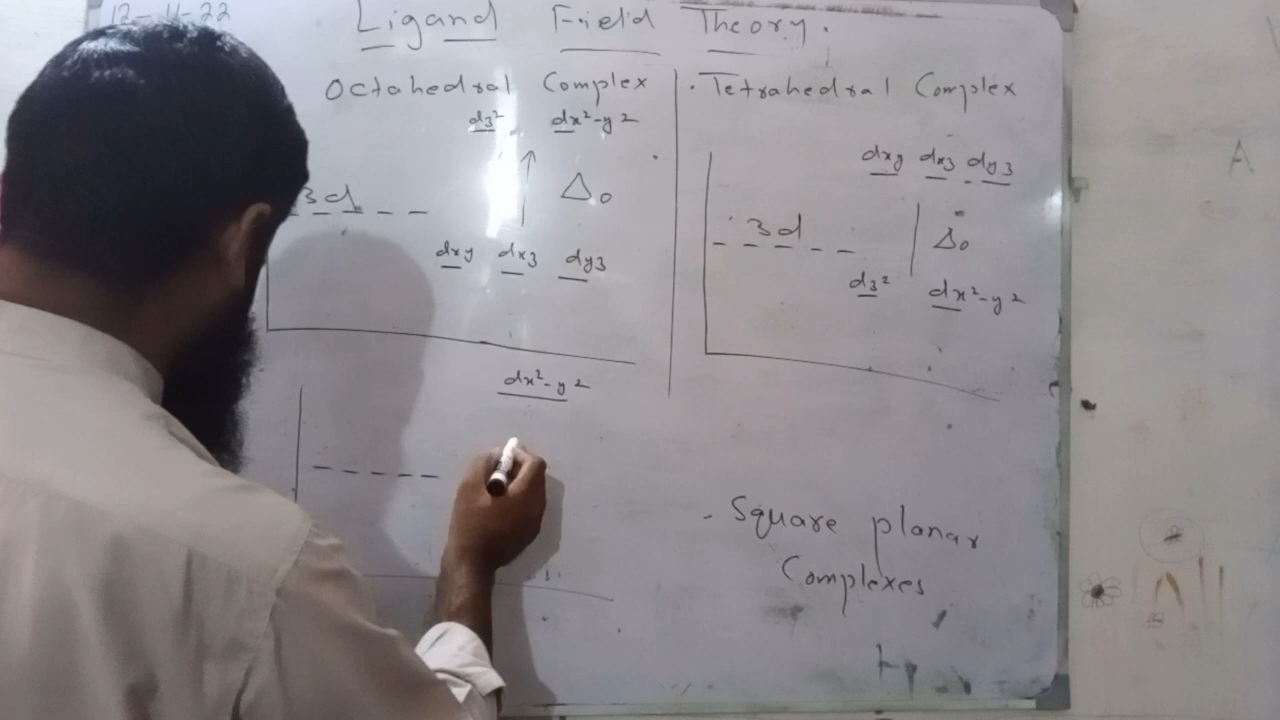 12-11-22
Ligand Field Theory.
Octahedral Complex
dz² dx²-y²
3d
Δo
dxy dxz dyz
. Tetrahedral Complex
dxy dxz dyz
3d
Δo
dz² dx²-y²
dx²-y²
- Square planar
Complexes
A